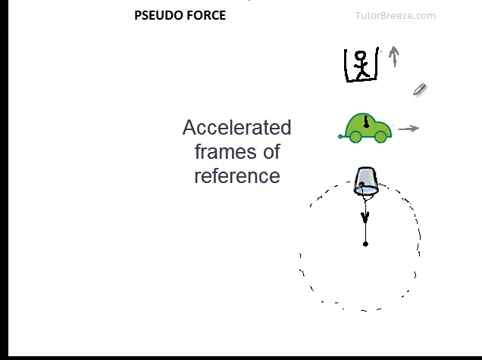 PSEUDO FORCE
TutorBreeze.com
Accelerated
frames of
reference